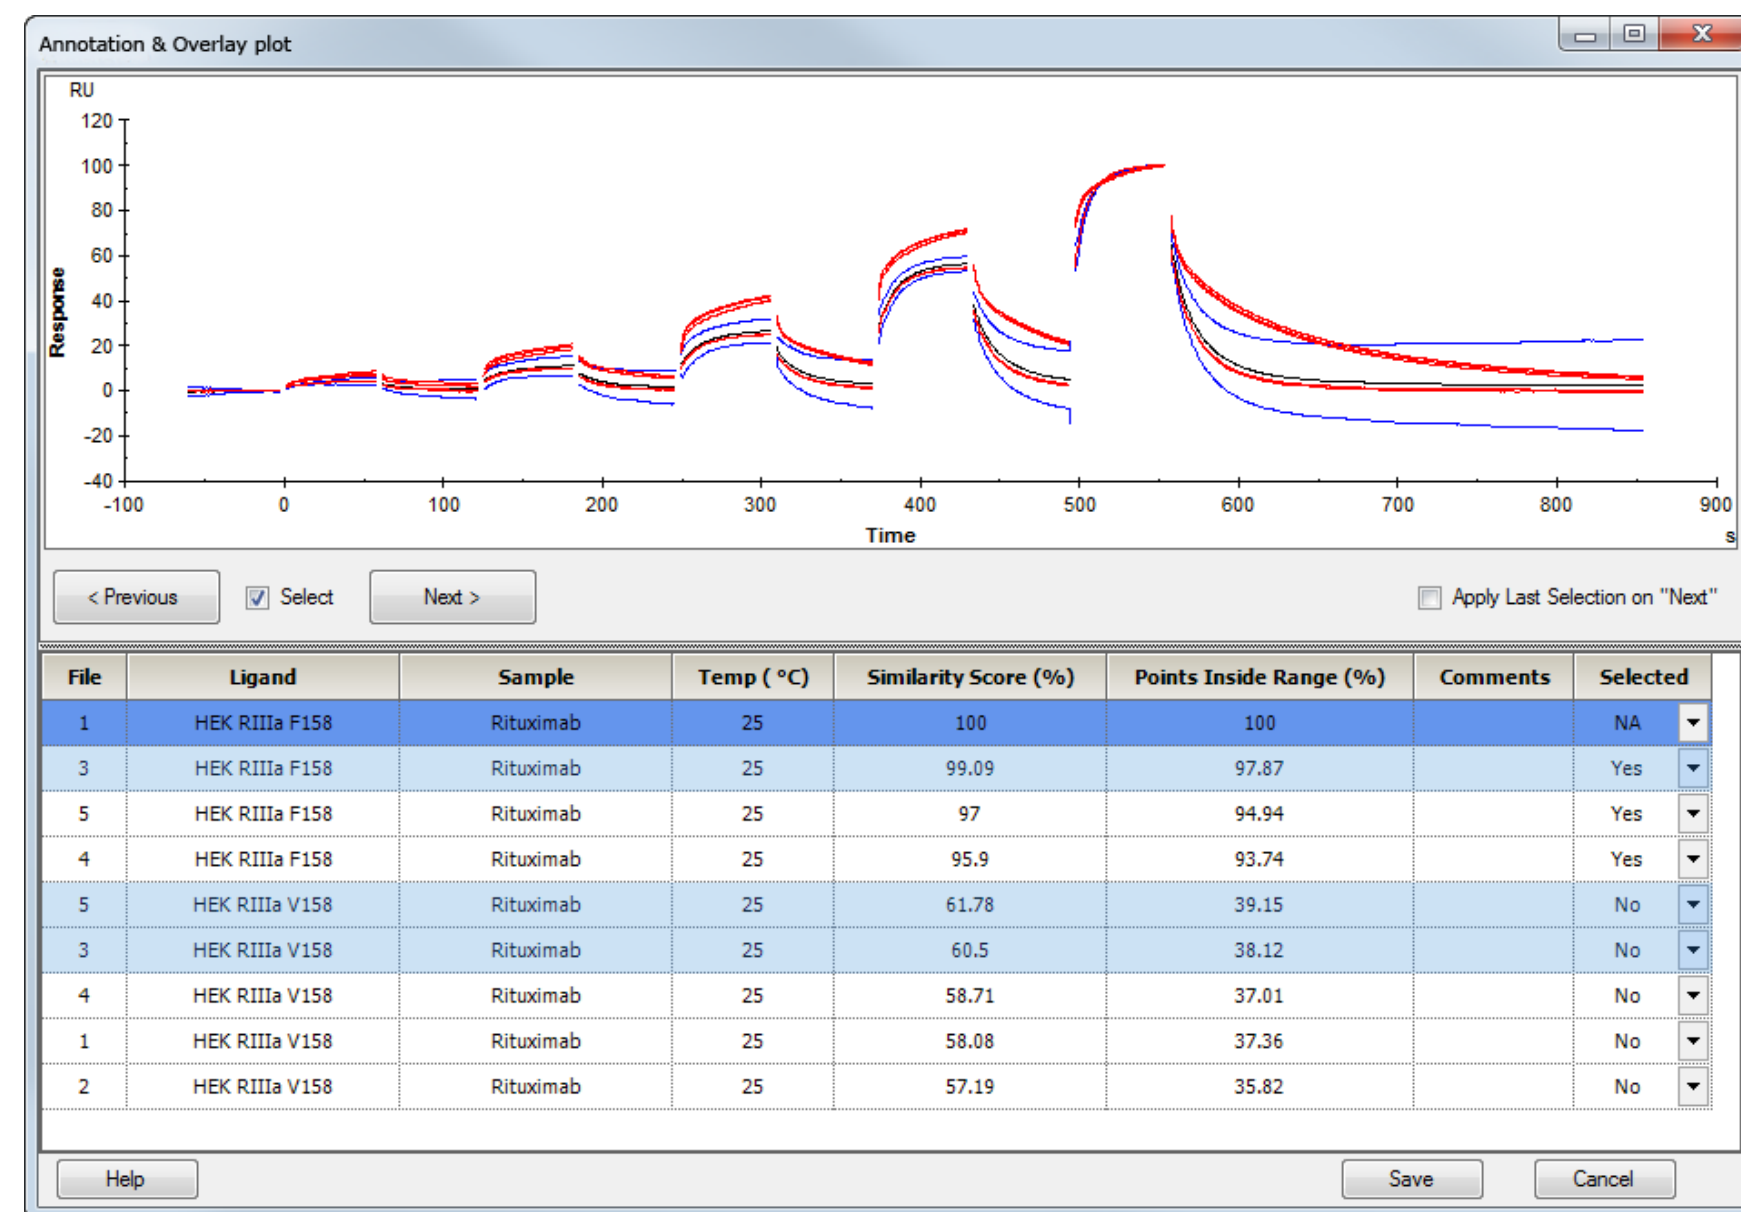 Annotation & Overlay plot
RU
120
100
80
60
40
20
0
-20
-40
Response
-100 0 100 200 300 400 500 600 700 800 900
Time
s
< Previous Select Next > Apply Last Selection on "Next"
File Ligand Sample Temp ( °C) Similarity Score (%) Points Inside Range (%) Comments Selected
1 HEK RIIIa F158 Rituximab 25 100 100 NA
3 HEK RIIIa F158 Rituximab 25 99.09 97.87 Yes
5 HEK RIIIa F158 Rituximab 25 97 94.94 Yes
4 HEK RIIIa F158 Rituximab 25 95.9 93.74 Yes
5 HEK RIIIa V158 Rituximab 25 61.78 39.15 No
3 HEK RIIIa V158 Rituximab 25 60.5 38.12 No
4 HEK RIIIa V158 Rituximab 25 58.71 37.01 No
1 HEK RIIIa V158 Rituximab 25 58.08 37.36 No
2 HEK RIIIa V158 Rituximab 25 57.19 35.82 No
Help Save Cancel